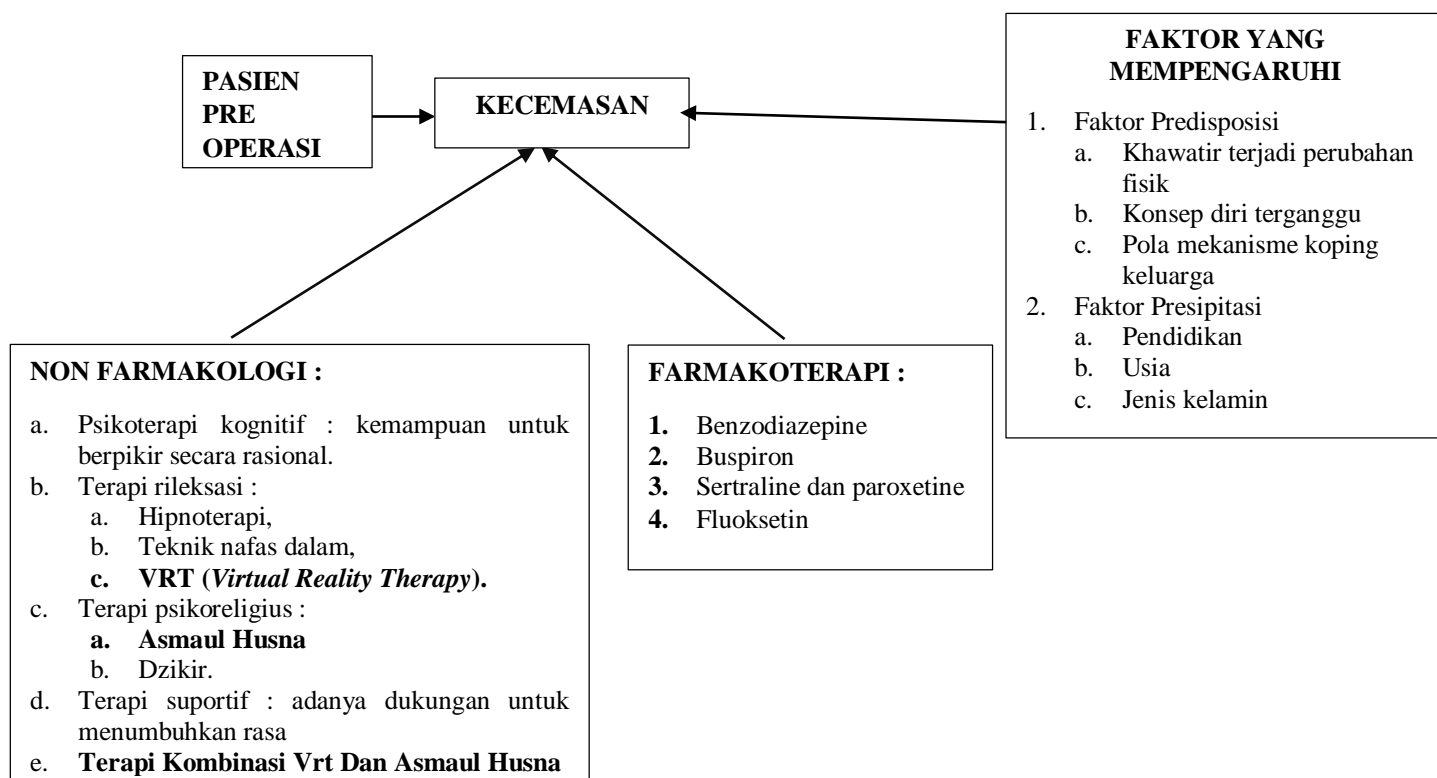 PASIEN
PRE
OPERASI
KECEMASAN
FAKTOR YANG
MEMPENGARUHI
1. Faktor Predisposisi
a. Khawatir terjadi perubahan
fisik
b. Konsep diri terganggu
c. Pola mekanisme koping
keluarga
2. Faktor Presipitasi
a. Pendidikan
b. Usia
c. Jenis kelamin
NON FARMAKOLOGI :
a. Psikoterapi kognitif : kemampuan untuk
berpikir secara rasional.
b. Terapi rileksasi :
a. Hipnoterapi,
b. Teknik nafas dalam,
c. VRT (Virtual Reality Therapy).
c. Terapi psikoreligius :
a. Asmaul Husna
b. Dzikir.
d. Terapi suportif : adanya dukungan untuk
menumbuhkan rasa
e. Terapi Kombinasi Vrt Dan Asmaul Husna
FARMAKOTERAPI :
1. Benzodiazepine
2. Buspiron
3. Sertraline dan paroxetine
4. Fluoksetin